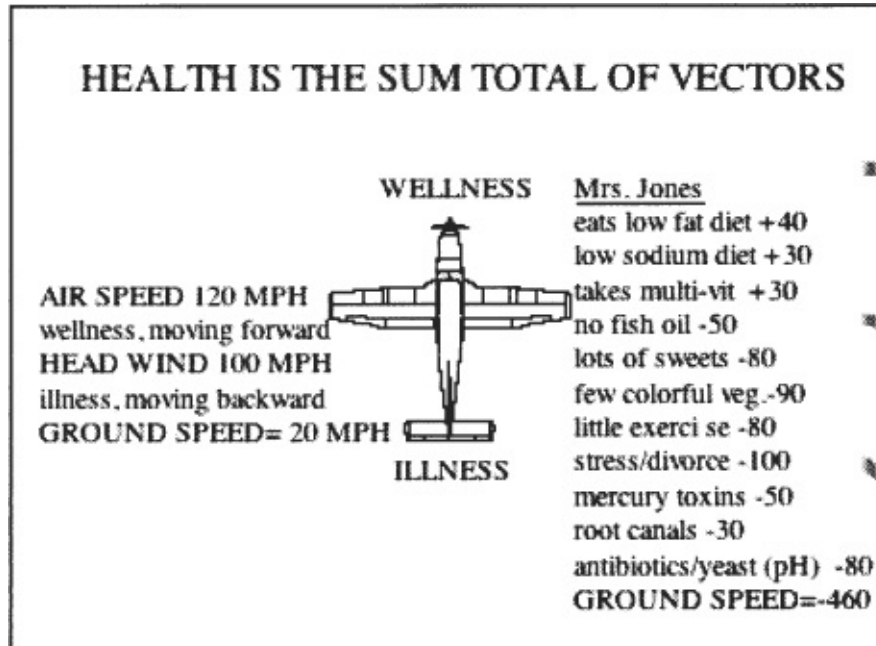 HEALTH IS THE SUM TOTAL OF VECTORS
WELLNESS
AIR SPEED 120 MPH
wellness, moving forward
HEAD WIND 100 MPH
illness, moving backward
GROUND SPEED= 20 MPH
ILLNESS
Mrs. Jones
eats low fat diet +40
low sodium diet +30
takes multi-vit +30
no fish oil -50
lots of sweets -80
few colorful veg.-90
little exerci se -80
stress/divorce -100
mercury toxins -50
root canals -30
antibiotics/yeast (pH) -80
GROUND SPEED=-460